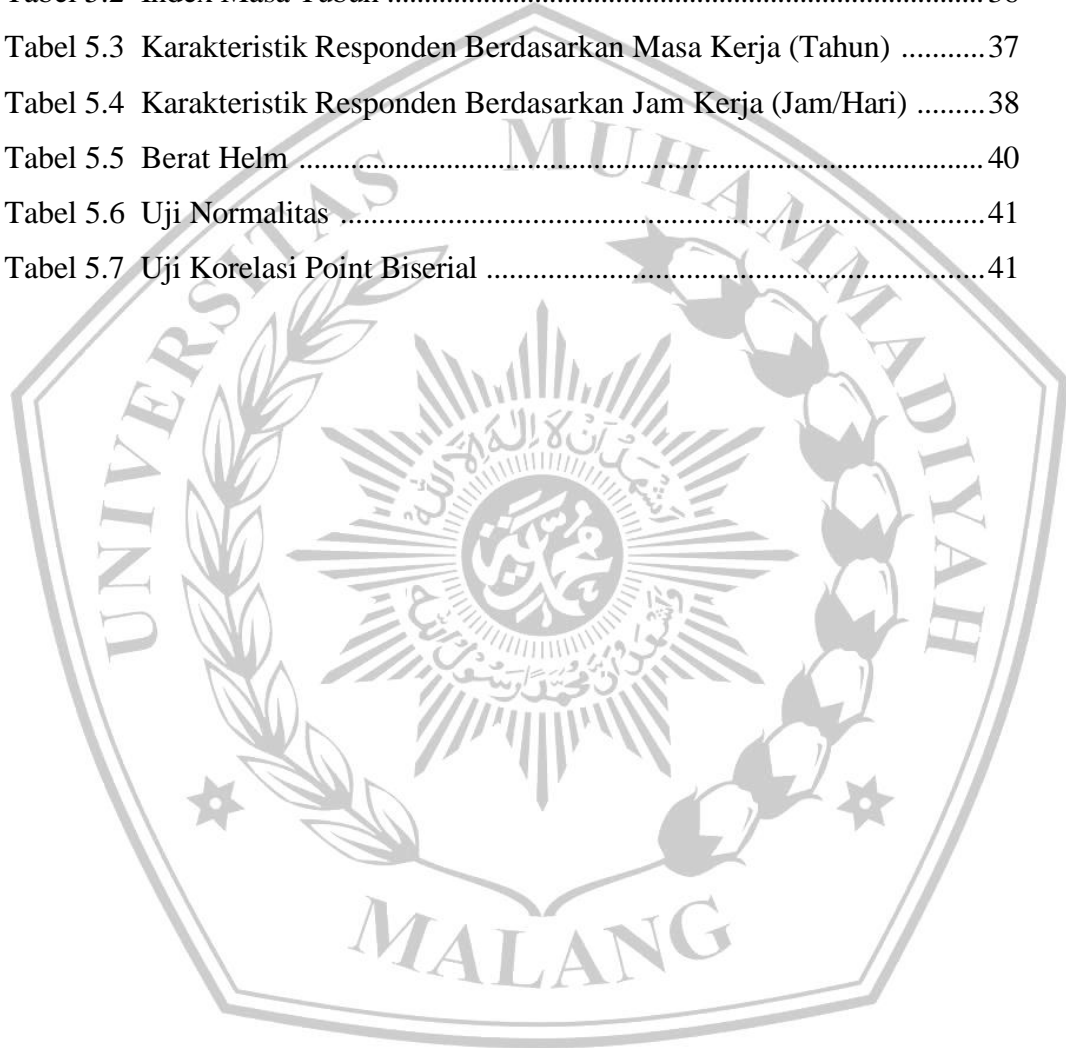 Tabel 5.3 Karakteristik Responden Berdasarkan Masa Kerja (Tahun) ...........37
Tabel 5.4 Karakteristik Responden Berdasarkan Jam Kerja (Jam/Hari) .........38
Tabel 5.5 Berat Helm .........................................................................................40
Tabel 5.6 Uji Normalitas ....................................................................................41
Tabel 5.7 Uji Korelasi Point Biserial .................................................................41
UNIVERSITAS MUHAMMADIYAH
MALANG